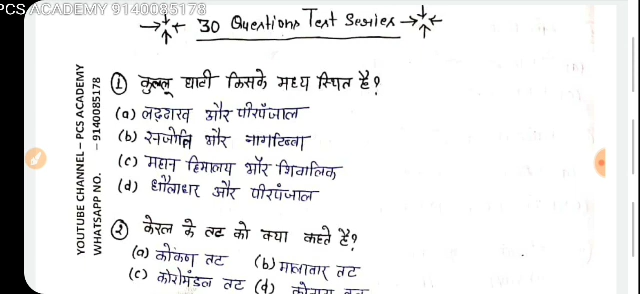 PCS ACADEMY 9140085178
30 Questions Test Series
YOUTUBE CHANNEL – PCS ACADEMY
WHATSAPP NO. - 9140085178
① कुल्लू घाटी किसके मध्य स्थित है?
(a) लद्दाख और पीरपंजाल
(b) रनजोति और नागटिब्बा
(c) महान हिमालय और शिवालिक
(d) धौलाधर और पीरपंजाल
② केरल के तट को क्या कहते है?
(a) कोंकण तट (b) मालाबार तट
(c) कोरोमंडल तट (d)